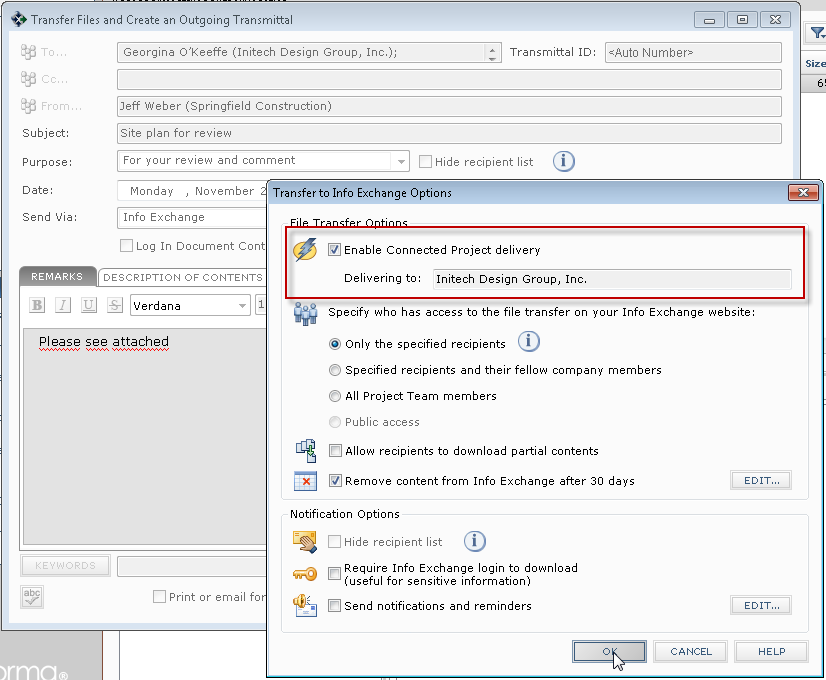 Transfer Files and Create an Outgoing Transmittal
To...
Georgina O'Keeffe (Initech Design Group, Inc.);
Transmittal ID:
<Auto Number>
Cc...
From...
Jeff Weber (Springfield Construction)
Size
Subject:
Site plan for review
Purpose:
For your review and comment
Hide recipient list
Date:
Monday , November 2
Send Via:
Info Exchange
Log In Document Cont
REMARKS
DESCRIPTION OF CONTENTS
B I U S
Verdana
1
Please see attached
KEYWORDS
abc
Print or email for
orma®
Transfer to Info Exchange Options
File Transfer Options
Enable Connected Project delivery
Delivering to:
Initech Design Group, Inc.
Specify who has access to the file transfer on your Info Exchange website:
Only the specified recipients
Specified recipients and their fellow company members
All Project Team members
Public access
Allow recipients to download partial contents
Remove content from Info Exchange after 30 days
EDIT...
Notification Options
Hide recipient list
Require Info Exchange login to download
(useful for sensitive information)
Send notifications and reminders
EDIT...
OK
CANCEL
HELP